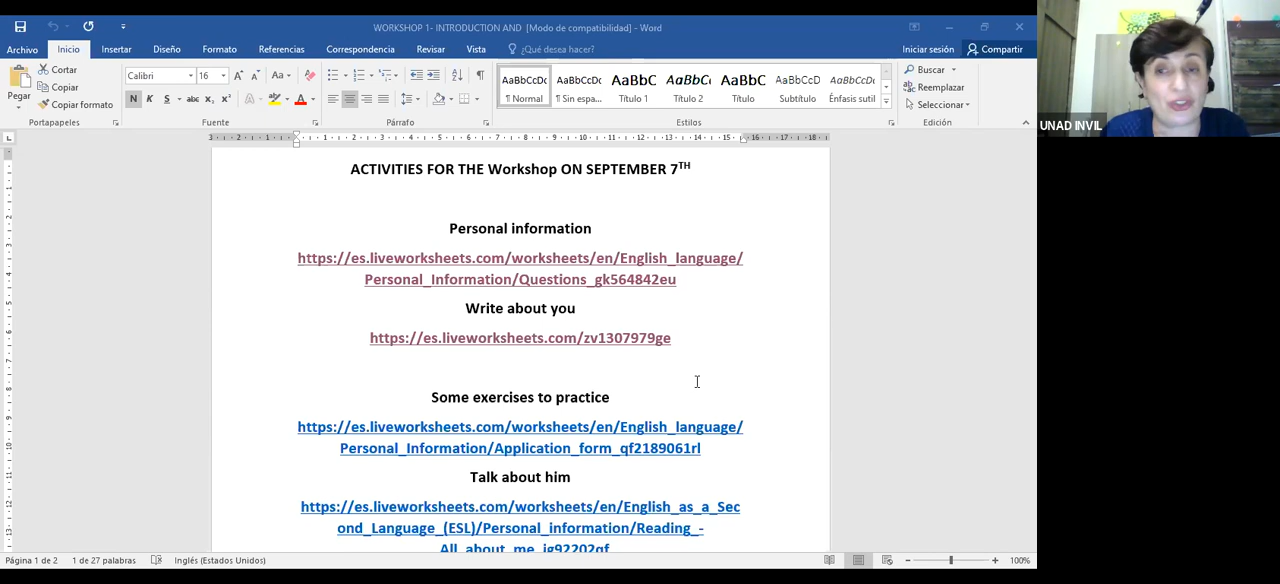 WORKSHOP 1- INTRODUCTION AND [Modo de compatibilidad] - Word
Archivo Inicio Insertar Diseño Formato Referencias Correspondencia Revisar Vista ¿Qué desea hacer? Iniciar sesión Compartir
Pegar
Cortar
Copiar
Copiar formato
Portapapeles
Calibri 16
N K S abc x₂ x²
Fuente
Párrafo
AaBbCcDc AaBbCcDc AaBbC AaBbCc AaBbC AaBbCcD AaBbCcDc
¶ Normal ¶ Sin espa... Título 1 Título 2 Título Subtítulo Énfasis sutil
Estilos
Buscar
Reemplazar
Seleccionar
Edición
UNAD INVIL
ACTIVITIES FOR THE Workshop ON SEPTEMBER 7TH
Personal information
https://es.liveworksheets.com/worksheets/en/English_language/
Personal_Information/Questions_gk564842eu
Write about you
https://es.liveworksheets.com/zv1307979ge
Some exercises to practice
https://es.liveworksheets.com/worksheets/en/English_language/
Personal_Information/Application_form_qf2189061rl
Talk about him
https://es.liveworksheets.com/worksheets/en/English_as_a_Sec
ond_Language_(ESL)/Personal_information/Reading_-
Página 1 de 2 1 de 27 palabras Inglés (Estados Unidos) 100%